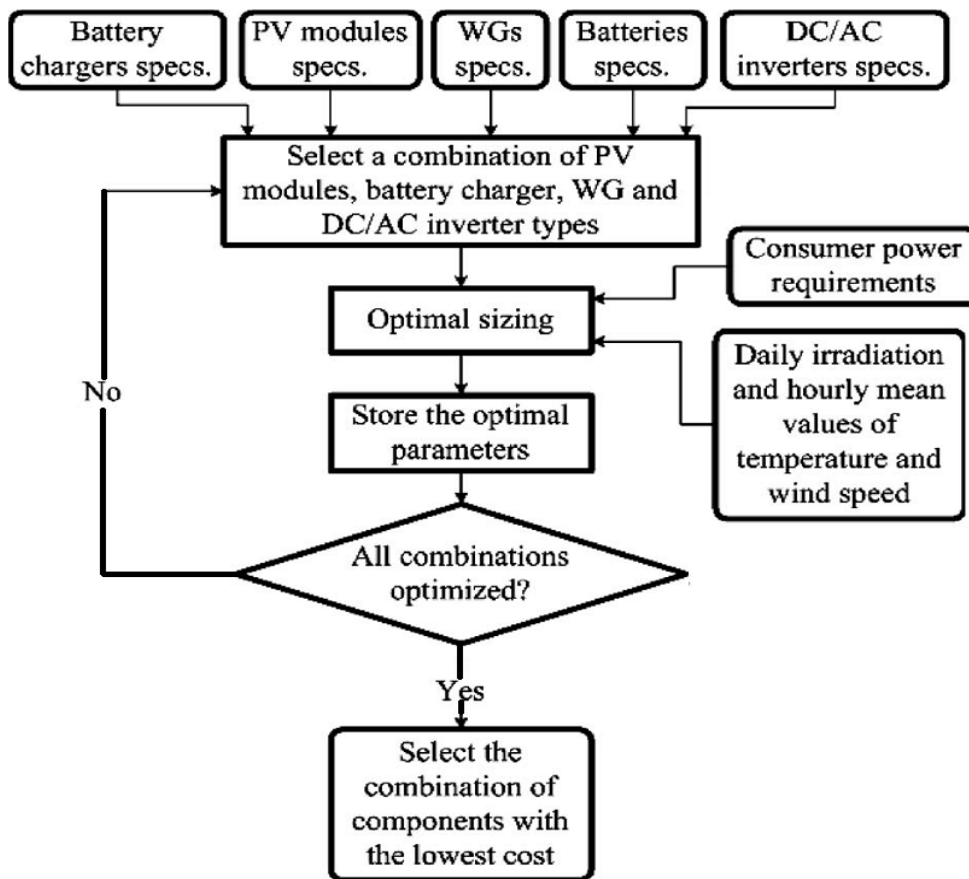 Battery
chargers specs.
PV modules
specs.
WGs
specs.
Batteries
specs.
DC/AC
inverters specs.
Select a combination of PV
modules, battery charger, WG and
DC/AC inverter types
Consumer power
requirements
Optimal sizing
Daily irradiation
and hourly mean
values of
temperature and
wind speed
No
Store the optimal
parameters
All combinations
optimized?
Yes
Select the
combination of
components with
the lowest cost